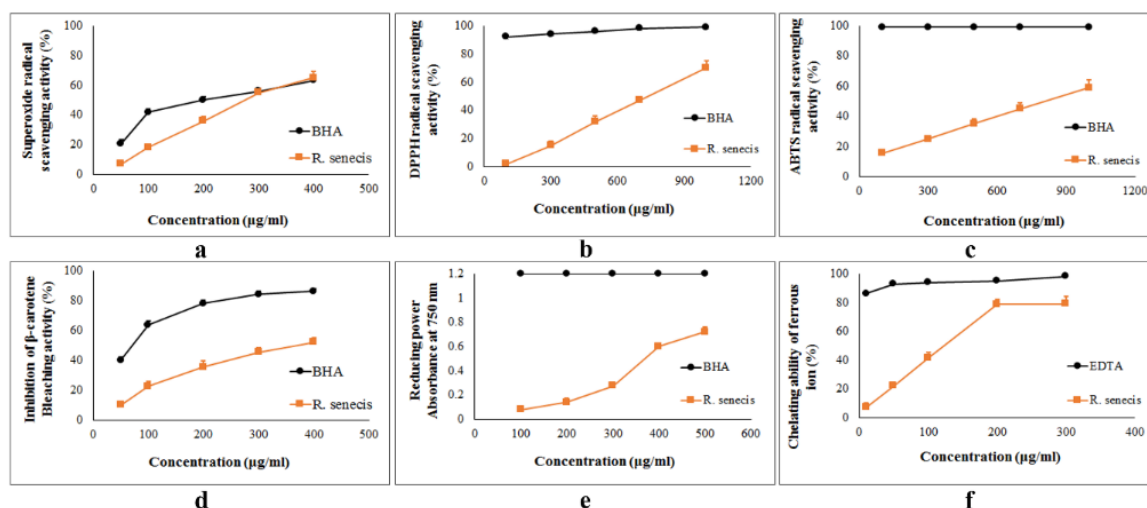 Superoxide radical
scavenging activity (%)
100
80
60
40
20
0
0 100 200 300 400 500
BHA
R. senecis
Concentration (µg/ml)
a
DPPH radical scavenging
activity (%)
100
80
60
40
20
0
0 300 600 900 1200
BHA
R. senecis
Concentration (µg/ml)
b
ABTS radical scavenging
activity (%)
100
80
60
40
20
0
0 300 600 900 1200
BHA
R. senecis
Concentration (µg/ml)
c
Inhibition of β-carotene
Bleaching activity (%)
100
80
60
40
20
0
0 100 200 300 400 500
BHA
R. senecis
Concentration (µg/ml)
d
Reducing power
Absorbance at 750 nm
1.2
1
0.8
0.6
0.4
0.2
0
0 100 200 300 400 500 600
BHA
R. senecis
Concentration (µg/ml)
e
Chelating ability of ferrous
ion (%)
100
80
60
40
20
0
0 100 200 300 400
EDTA
R. senecis
Concentration (µg/ml)
f